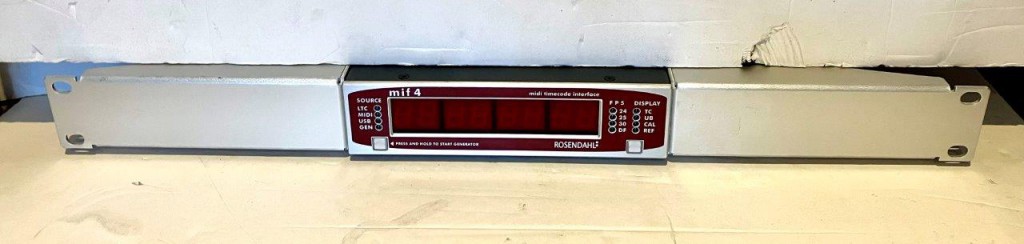 mif 4
midi timecode interface
SOURCE
LTC
MIDI
USB
GEN
FPS
24
25
30
DF
DISPLAY
TC
UB
CAL
REF
PRESS AND HOLD TO START GENERATOR
ROSENDAHL